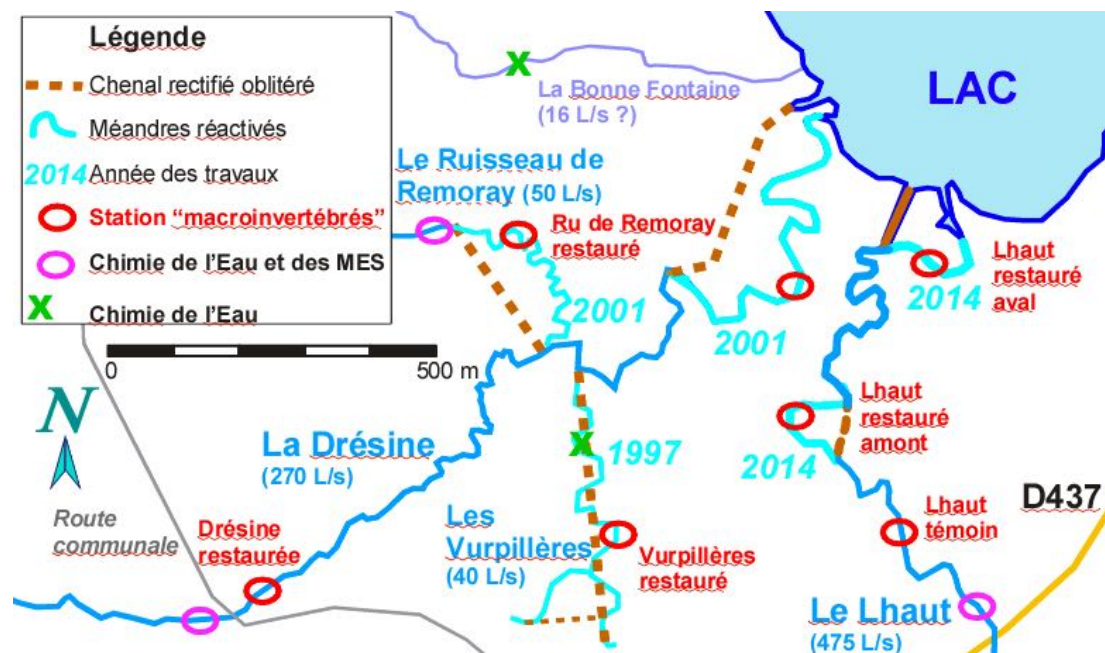 Légende
Chenal rectifié oblitéré
Méandres réactivés
2014 Année des travaux
Station “macroinvertébrés”
Chimie de l’Eau et des MES
X Chimie de l’Eau
0 500 m
N
X
La Bonne Fontaine
(16 L/s ?)
LAC
Le Ruisseau de
Remoray (50 L/s)
Ru de Remoray
restauré
2001
2001
Lhaut
restauré
aval
2014
Lhaut
restauré
amont
2014
La Drésine
(270 L/s)
X
1997
Route
communale
Drésine
restaurée
Les
Vurpillères
(40 L/s)
Vurpillères
restauré
Lhaut
témoin
D437
Le Lhaut
(475 L/s)